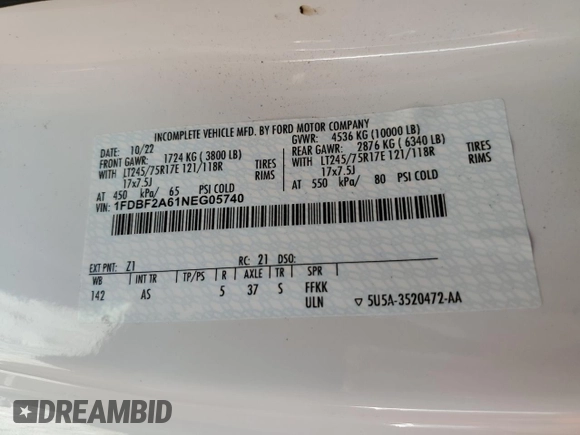 INCOMPLETE VEHICLE MFD. BY FORD MOTOR COMPANY
DATE: 10/22 GVWR: 4536 KG (10000 LB)
FRONT GAWR: 1724 KG ( 3800 LB) REAR GAWR: 2876 KG ( 6340 LB)
WITH LT245/75R17E 121/118R TIRES WITH LT245/75R17E 121/118R TIRES
17x7.5J RIMS 17x7.5J RIMS
AT 450 kPa/ 65 PSI COLD AT 550 kPa/ 80 PSI COLD
VIN: 1FDBF2A61NEG05740
EXT PNT: Z1 RC: 21 DSO:
WB INT TR TP/PS R AXLE TR SPR
142 AS 5 37 S FFKK
ULN ▽ 5U5A-3520472-AA
DREAMBID